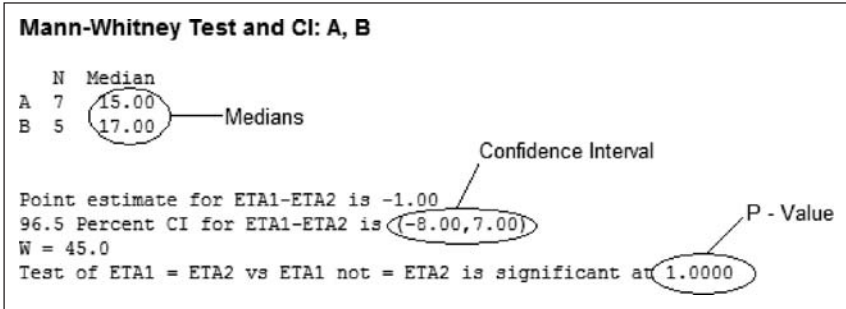 Mann-Whitney Test and CI: A, B
N Median
A 7 15.00
B 5 17.00
Medians
Confidence Interval
Point estimate for ETA1-ETA2 is -1.00
96.5 Percent CI for ETA1-ETA2 is (-8.00,7.00)
P - Value
W = 45.0
Test of ETA1 = ETA2 vs ETA1 not = ETA2 is significant at 1.0000